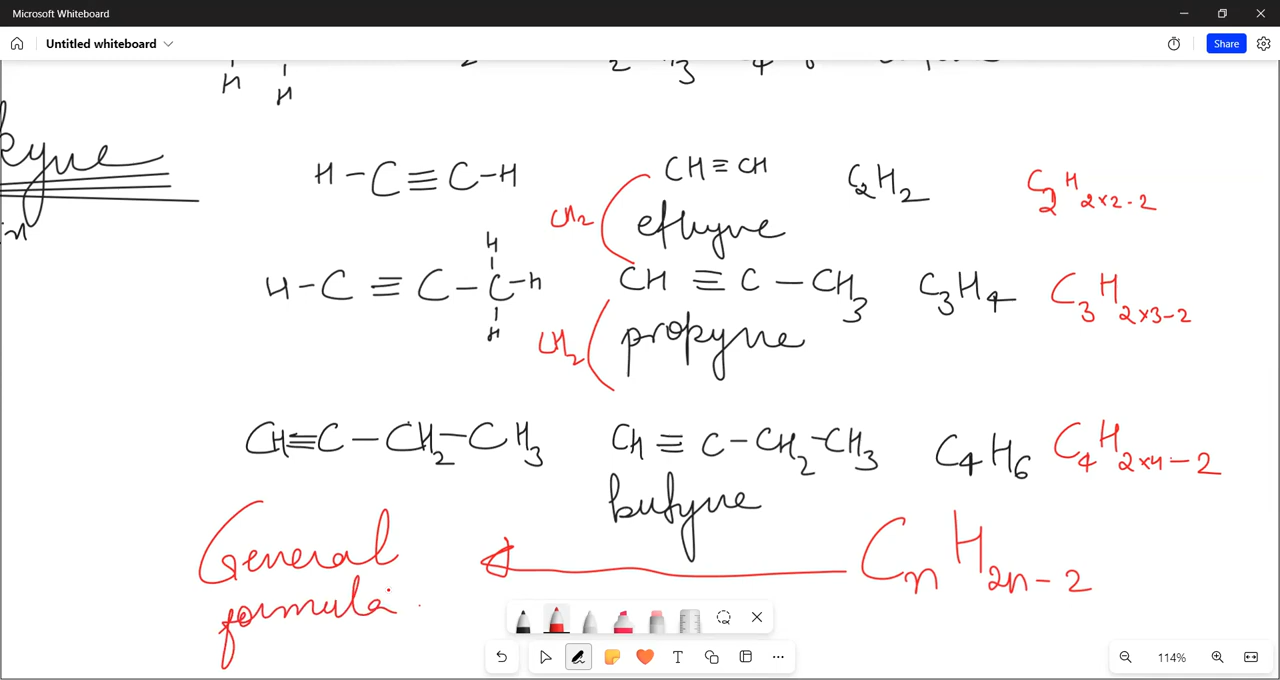 Microsoft Whiteboard
Untitled whiteboard
Share
H H
H-C≡C-H CH≡CH C2H2 C2H2×2-2
CH2 ethyne
H-C≡C-C-H CH≡C-CH3 C3H4 C3H2×3-2
H
H
CH2 propyne
CH≡C-CH2-CH3 CH≡C-CH2-CH3 C4H6 C4H2×4-2
butyne
General formula CnH2n-2
114%